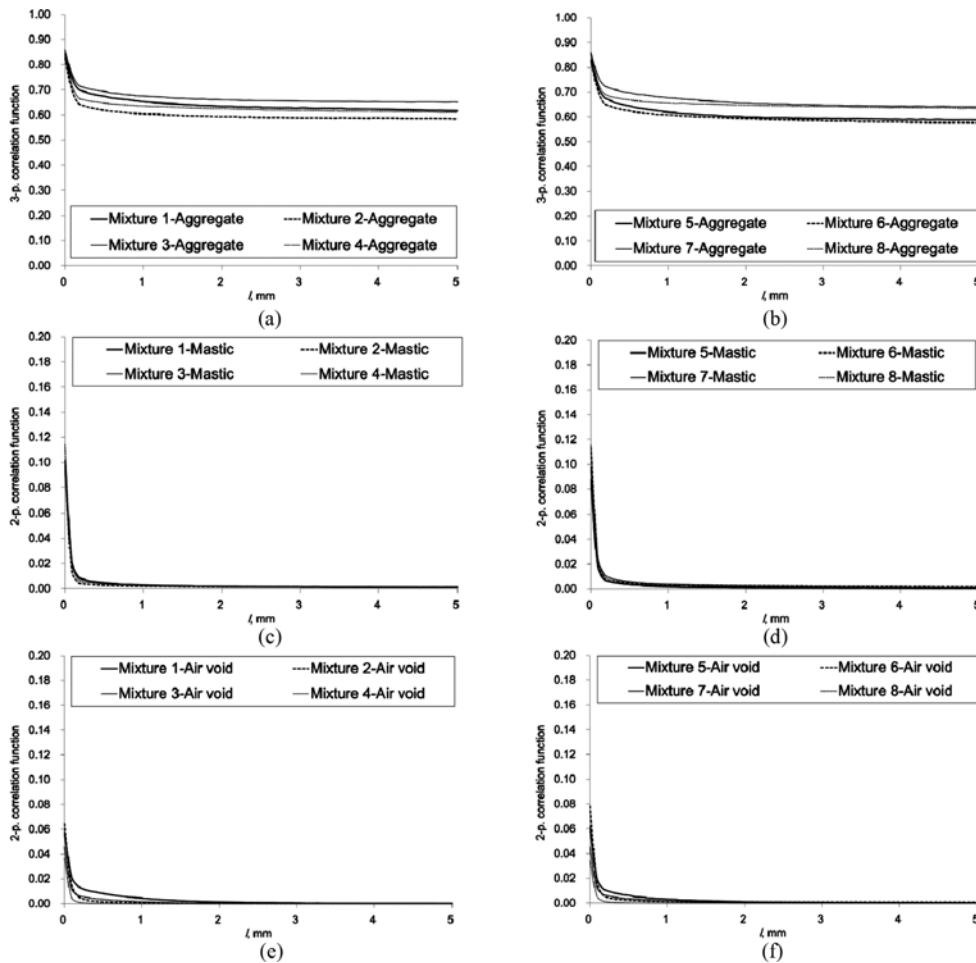 1.00
0.90
0.80
0.70
0.60
0.50
0.40
0.30
0.20
0.10
0.00
3-p. correlation function
Mixture 1-Aggregate Mixture 2-Aggregate
Mixture 3-Aggregate Mixture 4-Aggregate
0 1 2 3 4 5
l, mm
(a)
1.00
0.90
0.80
0.70
0.60
0.50
0.40
0.30
0.20
0.10
0.00
3-p. correlation function
Mixture 5-Aggregate Mixture 6-Aggregate
Mixture 7-Aggregate Mixture 8-Aggregate
0 1 2 3 4 5
l, mm
(b)
0.20
0.18
0.16
0.14
0.12
0.10
0.08
0.06
0.04
0.02
0.00
2-p. correlation function
Mixture 1-Mastic Mixture 2-Mastic
Mixture 3-Mastic Mixture 4-Mastic
0 1 2 3 4 5
l, mm
(c)
0.20
0.18
0.16
0.14
0.12
0.10
0.08
0.06
0.04
0.02
0.00
2-p. correlation function
Mixture 5-Mastic Mixture 6-Mastic
Mixture 7-Mastic Mixture 8-Mastic
0 1 2 3 4 5
l, mm
(d)
0.20
0.18
0.16
0.14
0.12
0.10
0.08
0.06
0.04
0.02
0.00
2-p. correlation function
Mixture 1-Air void Mixture 2-Air void
Mixture 3-Air void Mixture 4-Air void
0 1 2 3 4 5
l, mm
(e)
0.20
0.18
0.16
0.14
0.12
0.10
0.08
0.06
0.04
0.02
0.00
2-p. correlation function
Mixture 5-Air void Mixture 6-Air void
Mixture 7-Air void Mixture 8-Air void
0 1 2 3 4 5
l, mm
(f)